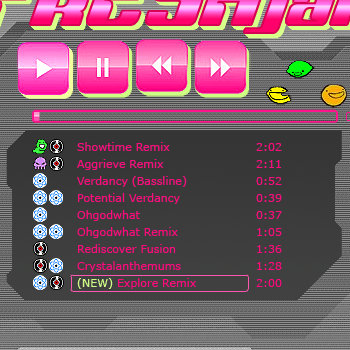 Showtime Remix 2:02
Aggrieve Remix 2:11
Verdancy (Bassline) 0:52
Potential Verdancy 0:39
Ohgodwhat 0:37
Ohgodwhat Remix 1:05
Rediscover Fusion 1:36
Crystalanthemums 1:28
(NEW) Explore Remix 2:00